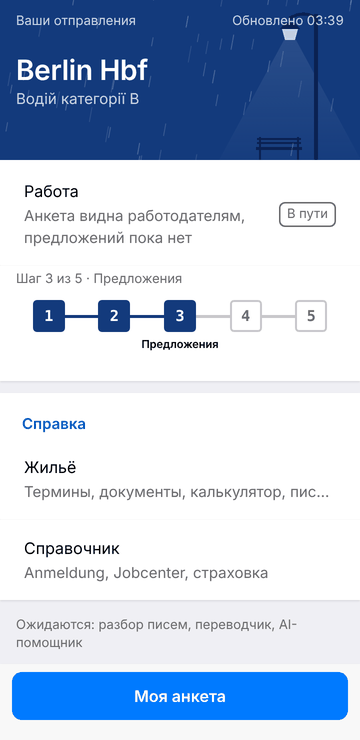 Ваши отправления
Обновлено 03:39
Berlin Hbf
Водій категорії B
Работа
Анкета видна работодателям,
предложений пока нет
В пути
Шаг 3 из 5 · Предложения
1 2 3 4 5
Предложения
Справка
Жильё
Термины, документы, калькулятор, пис...
Справочник
Anmeldung, Jobcenter, страховка
Ожидаются: разбор писем, переводчик, AI-
помощник
Моя анкета